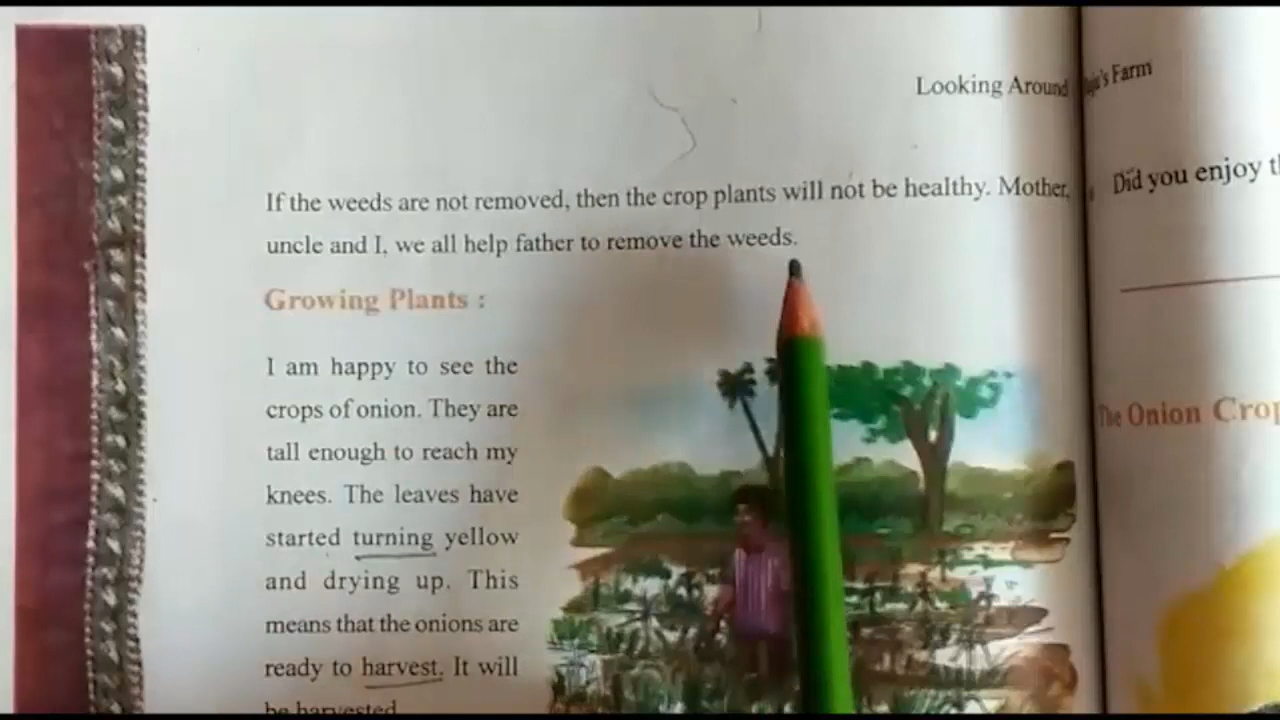 Looking Around
If the weeds are not removed, then the crop plants will not be healthy. Mother,
uncle and I, we all help father to remove the weeds.
Growing Plants :
I am happy to see the
crops of onion. They are
tall enough to reach my
knees. The leaves have
started turning yellow
and drying up. This
means that the onions are
ready to harvest. It will
be harvested
Farm
Did you enjoy
The Onion